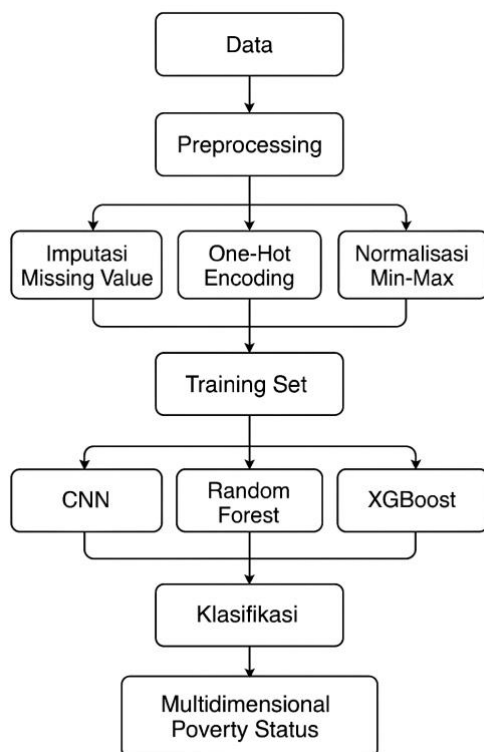 Data
Preprocessing
Imputasi
Missing Value
One-Hot
Encoding
Normalisasi
Min-Max
Training Set
CNN
Random
Forest
XGBoost
Klasifikasi
Multidimensional
Poverty Status